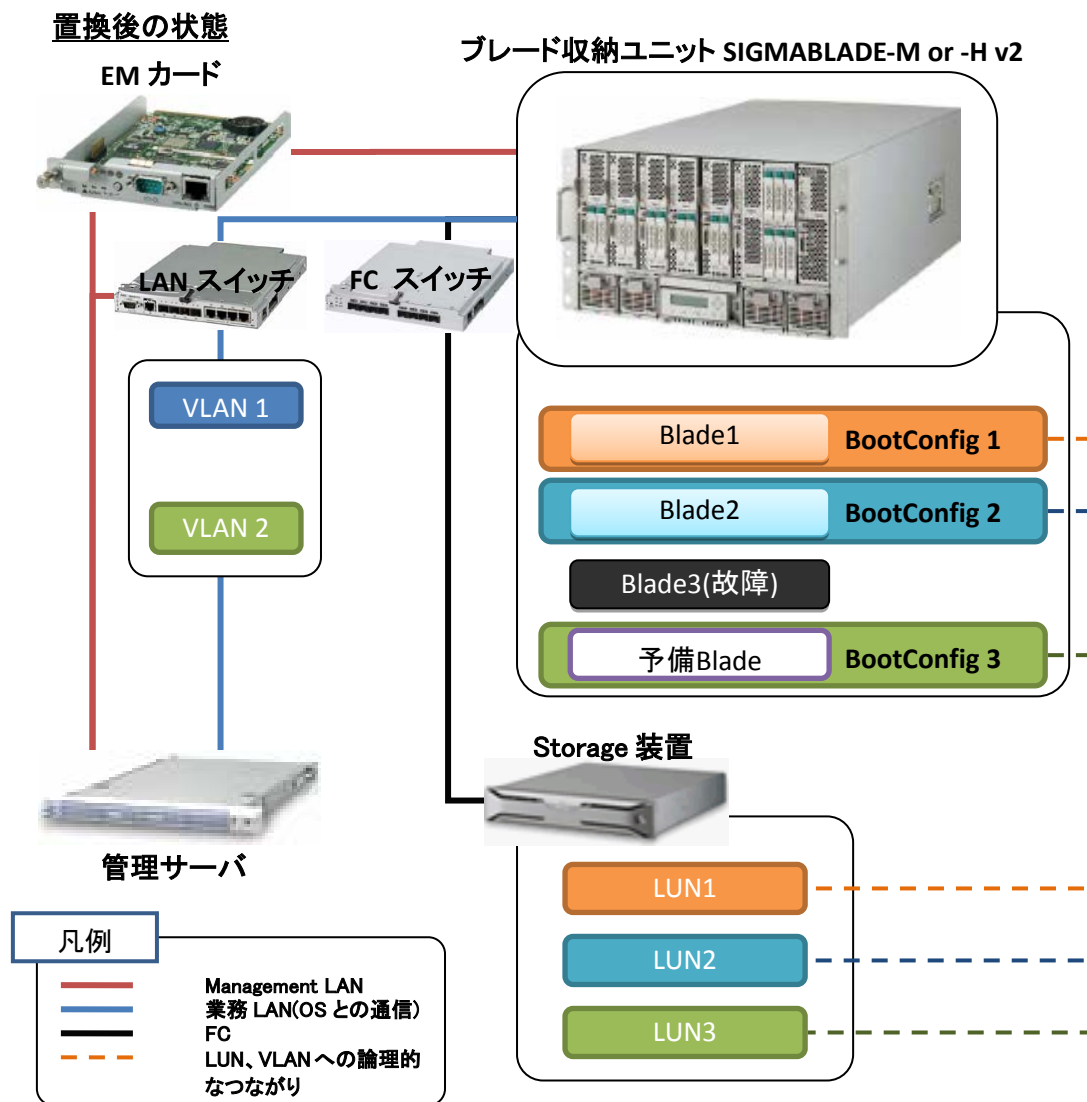 置換後の状態
EM カード
ブレード収納ユニット SIGMABLADE-M or -H v2
LAN スイッチ
FC スイッチ
VLAN 1
VLAN 2
Blade1
BootConfig 1
Blade2
BootConfig 2
Blade3(故障)
予備Blade
BootConfig 3
Storage 装置
管理サーバ
LUN1
LUN2
LUN3
凡例
Management LAN
業務 LAN(OS との通信)
FC
LUN、VLAN への論理的
なつながり